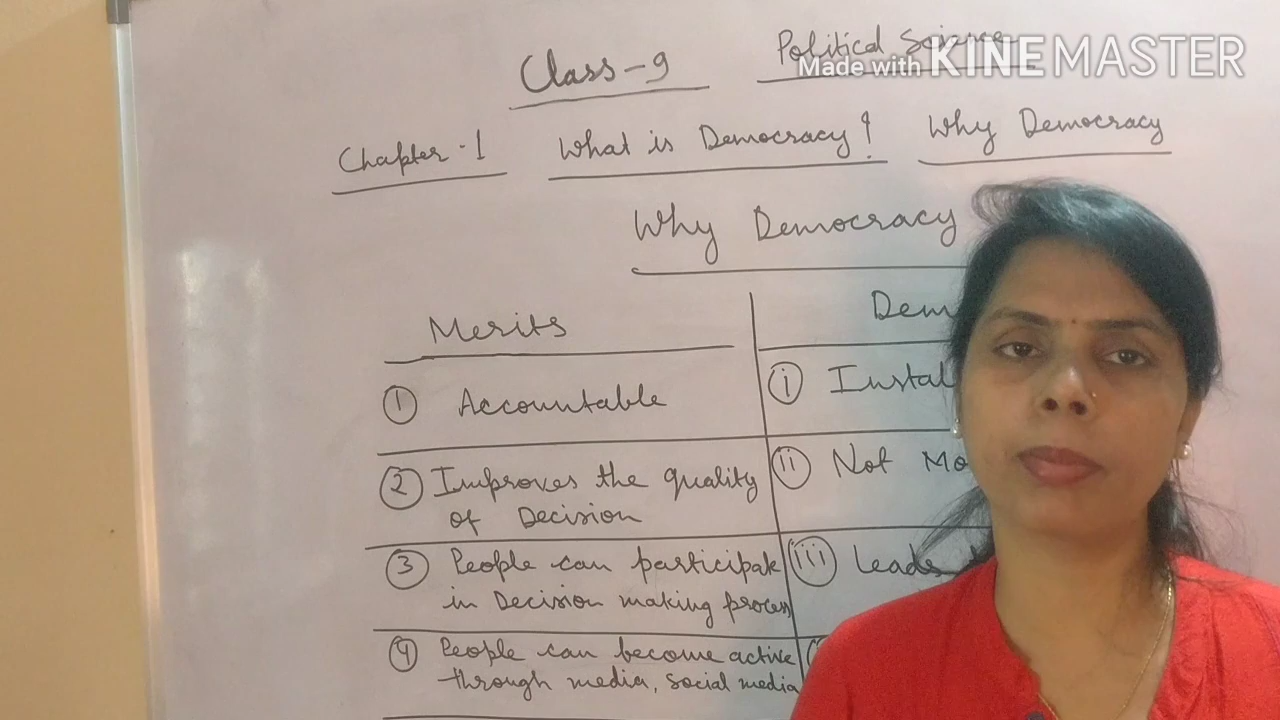 Class-9
Political Science
Made with KINEMASTER
Chapter-1 What is Democracy? Why Democracy
Why Democracy
Merits
Dem
① Accountable
ⓘ Instal
② Improves the quality
of Decision
ii Not Mo
③ People can participate
in Decision making process
iii Leads
④ People can become active
through media, social media